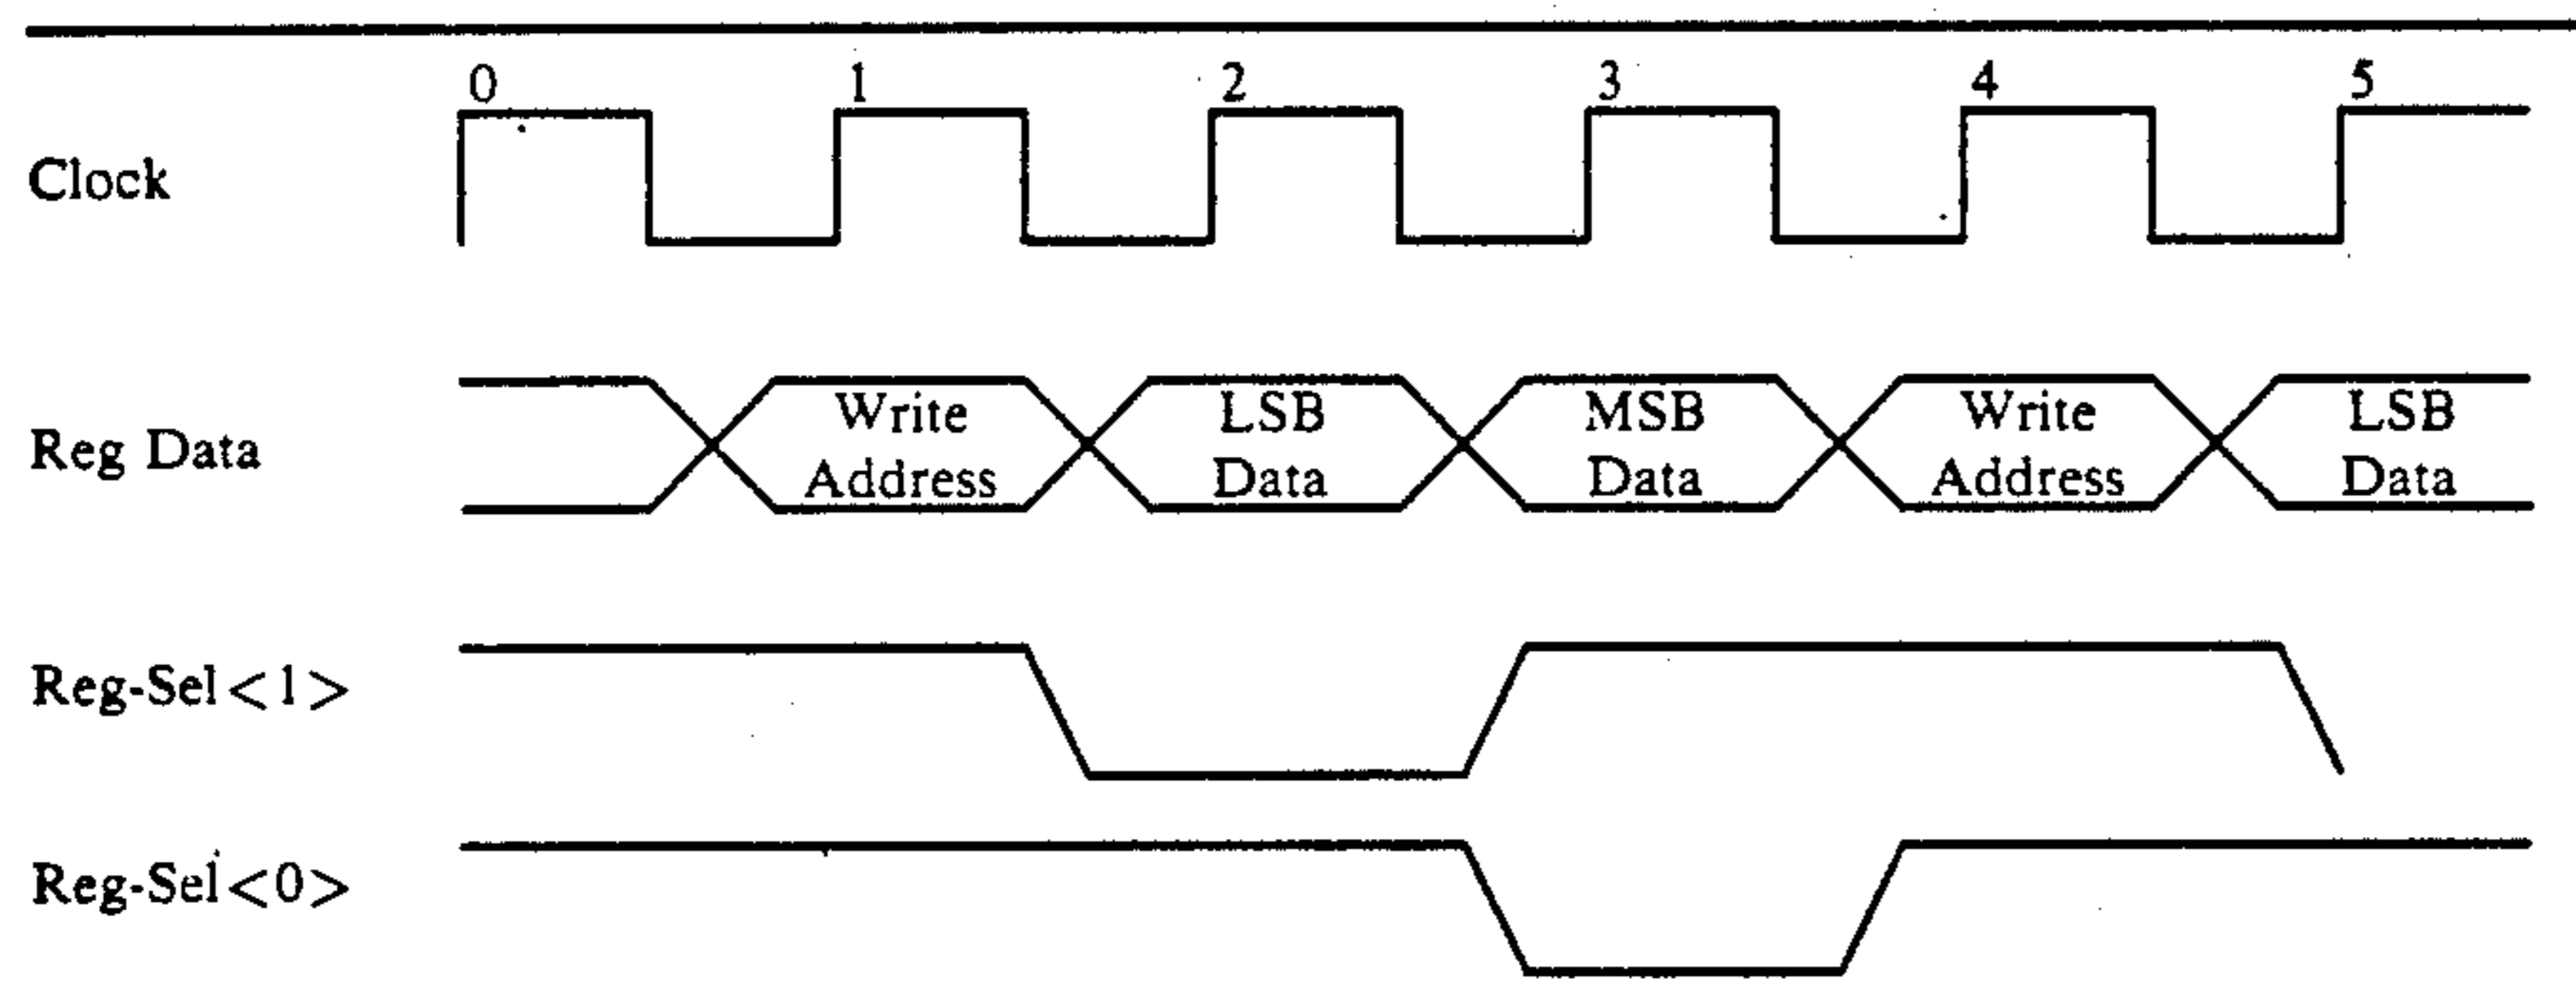 0 1 2 3 4 5
Clock
Write LSB MSB Write LSB
Reg Data
Address Data Data Address Data
Reg-Sel<1>
Reg-Sel<0>